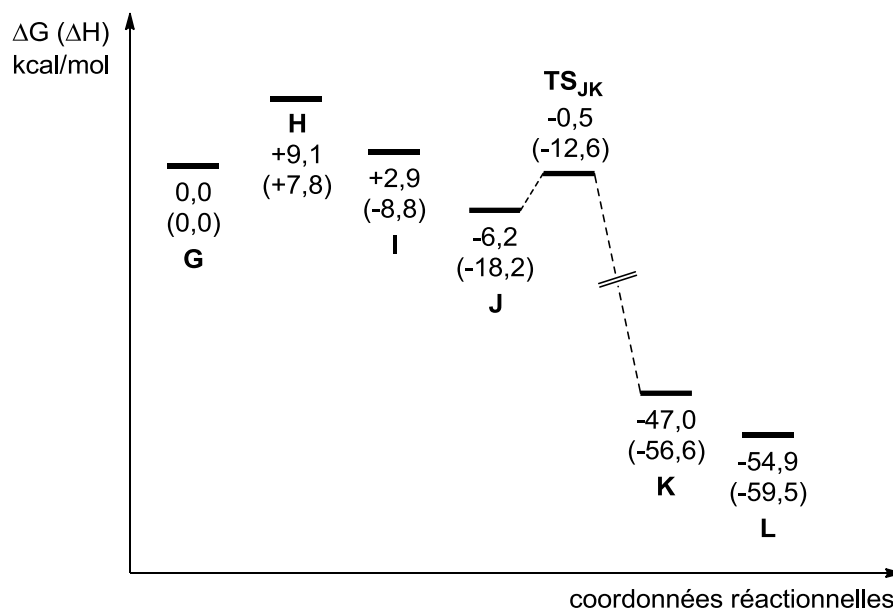 ΔG (ΔH)
kcal/mol
TS_JK
-0,5
(-12,6)
H
+9,1
(+7,8)
0,0
(0,0)
G
+2,9
(-8,8)
I
-6,2
(-18,2)
J
-47,0
(-56,6)
K
-54,9
(-59,5)
L
coordonnées réactionnelles